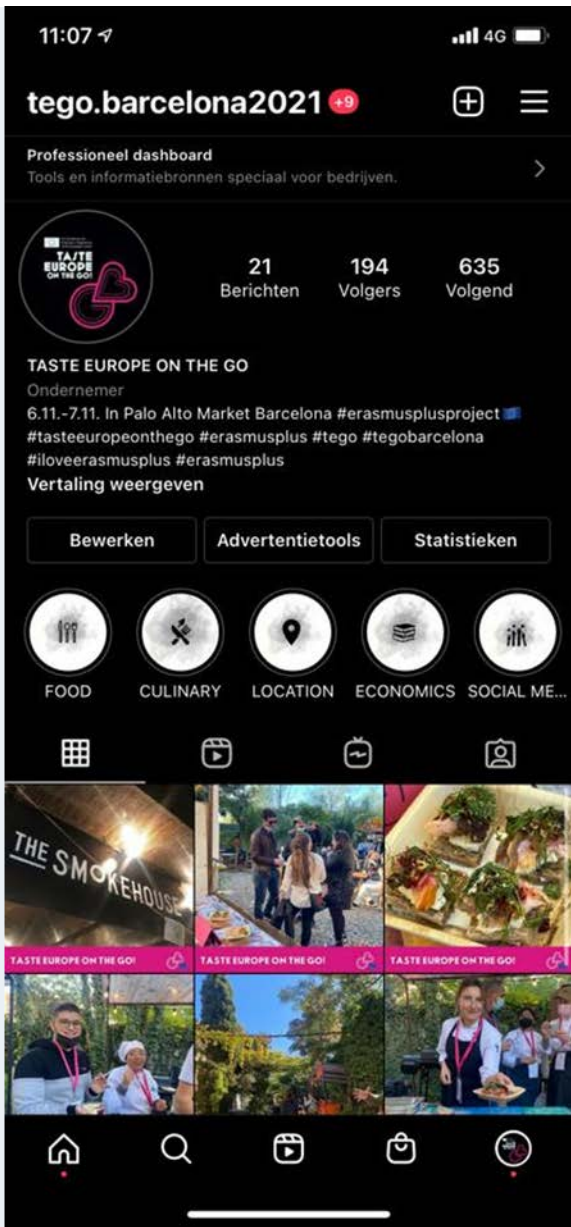 11:07
4G
tego.barcelona2021 +9
Professioneel dashboard
Tools en informatiebronnen speciaal voor bedrijven.
TASTE
EUROPE
ON THE GO!
21 194 635
Berichten Volgers Volgend
TASTE EUROPE ON THE GO
Ondernemer
6.11.-7.11. In Palo Alto Market Barcelona #erasmusplusproject
#tasteeuropeonthego #erasmusplus #tego #tegobarcelona
#iloveerasmusplus #erasmusplus
Vertaling weergeven
Bewerken Advertentietools Statistieken
FOOD CULINARY LOCATION ECONOMICS SOCIAL ME...
THE SMOKEHOUSE
TASTE EUROPE ON THE GO! TASTE EUROPE ON THE GO! TASTE EUROPE ON THE GO!